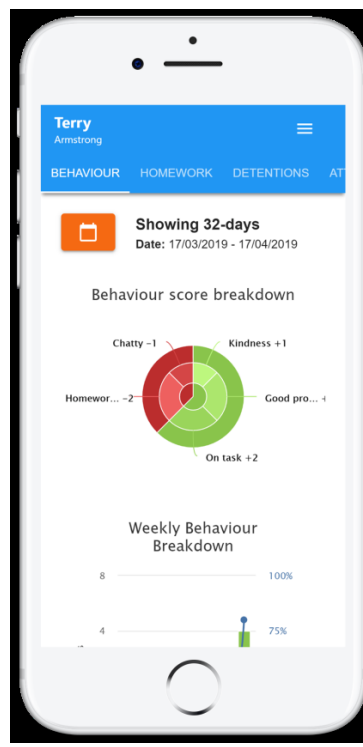 Terry
Armstrong
BEHAVIOUR HOMEWORK DETENTIONS AT
Showing 32-days
Date: 17/03/2019 - 17/04/2019
Behaviour score breakdown
Chatty -1 Kindness +1
Homewor... -2 Good pro...
On task +2
Weekly Behaviour
Breakdown
8 100%
4 75%